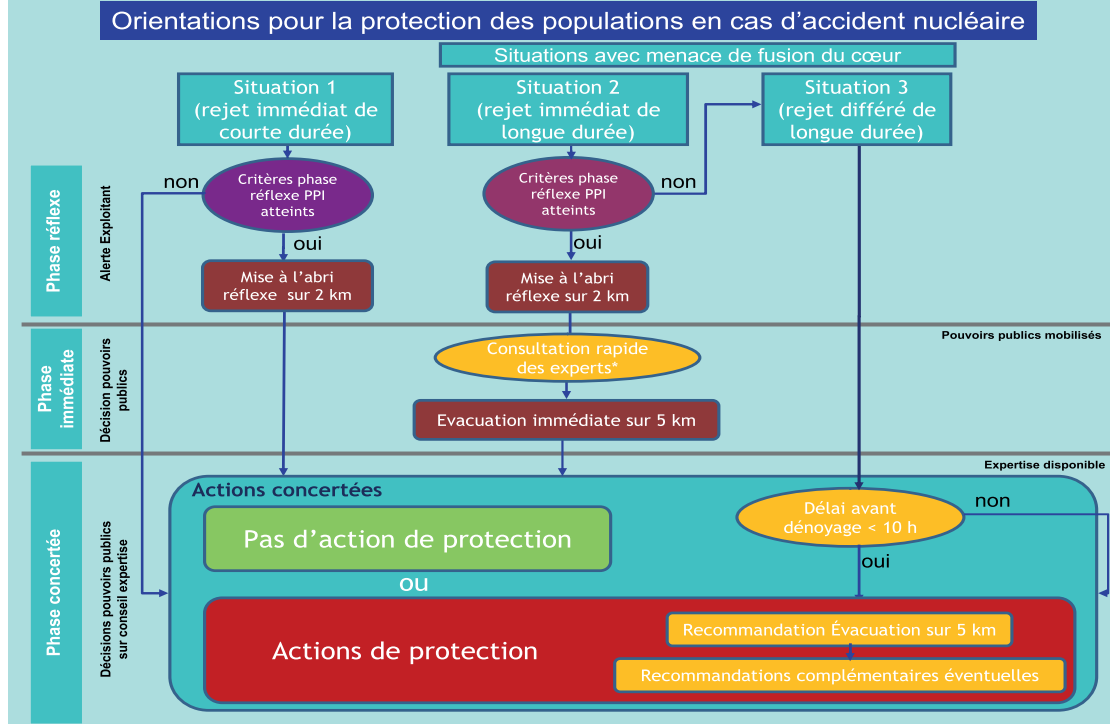 Orientations pour la protection des populations en cas d’accident nucléaire
Situations avec menace de fusion du cœur
Situation 1
(rejet immédiat de
courte durée)
Situation 2
(rejet immédiat de
longue durée)
Situation 3
(rejet différé de
longue durée)
Phase réflexe
Alerte Exploitant
non
Critères phase
réflexe PPI
atteints
oui
Mise à l’abri
réflexe sur 2 km
Critères phase
réflexe PPI
atteints
non
oui
Mise à l’abri
réflexe sur 2 km
Pouvoirs publics mobilisés
Phase
immédiate
Décision pouvoirs
publics
Consultation rapide
des experts*
Evacuation immédiate sur 5 km
Expertise disponible
Phase concertée
Décisions pouvoirs publics
sur conseil expertise
Actions concertées
Pas d’action de protection
ou
Délai avant
dénoyage < 10 h
non
oui
Actions de protection
Recommandation Évacuation sur 5 km
Recommandations complémentaires éventuelles